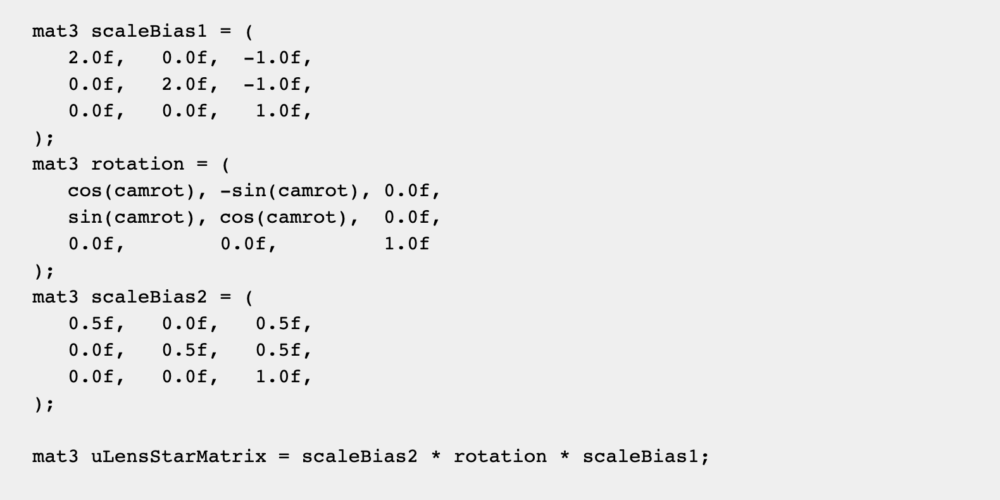 mat3 scaleBias1 = (
   2.0f,   0.0f,  -1.0f,
   0.0f,   2.0f,  -1.0f,
   0.0f,   0.0f,   1.0f,
);
mat3 rotation = (
   cos(camrot), -sin(camrot), 0.0f,
   sin(camrot), cos(camrot),  0.0f,
   0.0f,        0.0f,         1.0f
);
mat3 scaleBias2 = (
   0.5f,   0.0f,   0.5f,
   0.0f,   0.5f,   0.5f,
   0.0f,   0.0f,   1.0f,
);

mat3 uLensStarMatrix = scaleBias2 * rotation * scaleBias1;